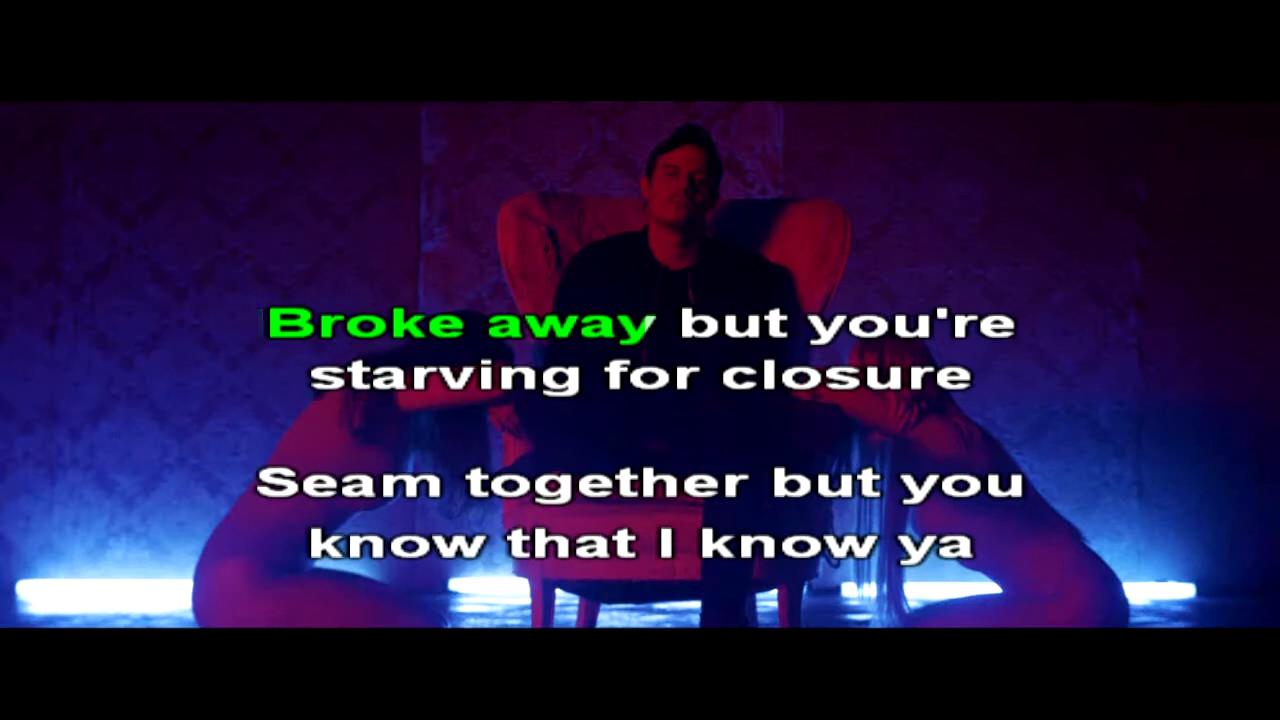 Broke away but you're
starving for closure
Seam together but you
know that I know ya